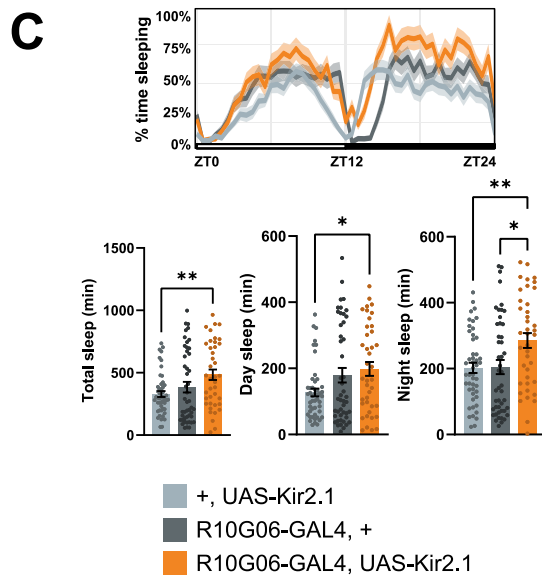 C
% time sleeping
100%
75%
50%
25%
0%
ZT0
ZT12
ZT24
Total sleep (min)
1500
1000
500
0
**
Day sleep (min)
600
400
200
0
*
Night sleep (min)
600
400
200
0
**
*
+, UAS-Kir2.1
R10G06-GAL4, +
R10G06-GAL4, UAS-Kir2.1